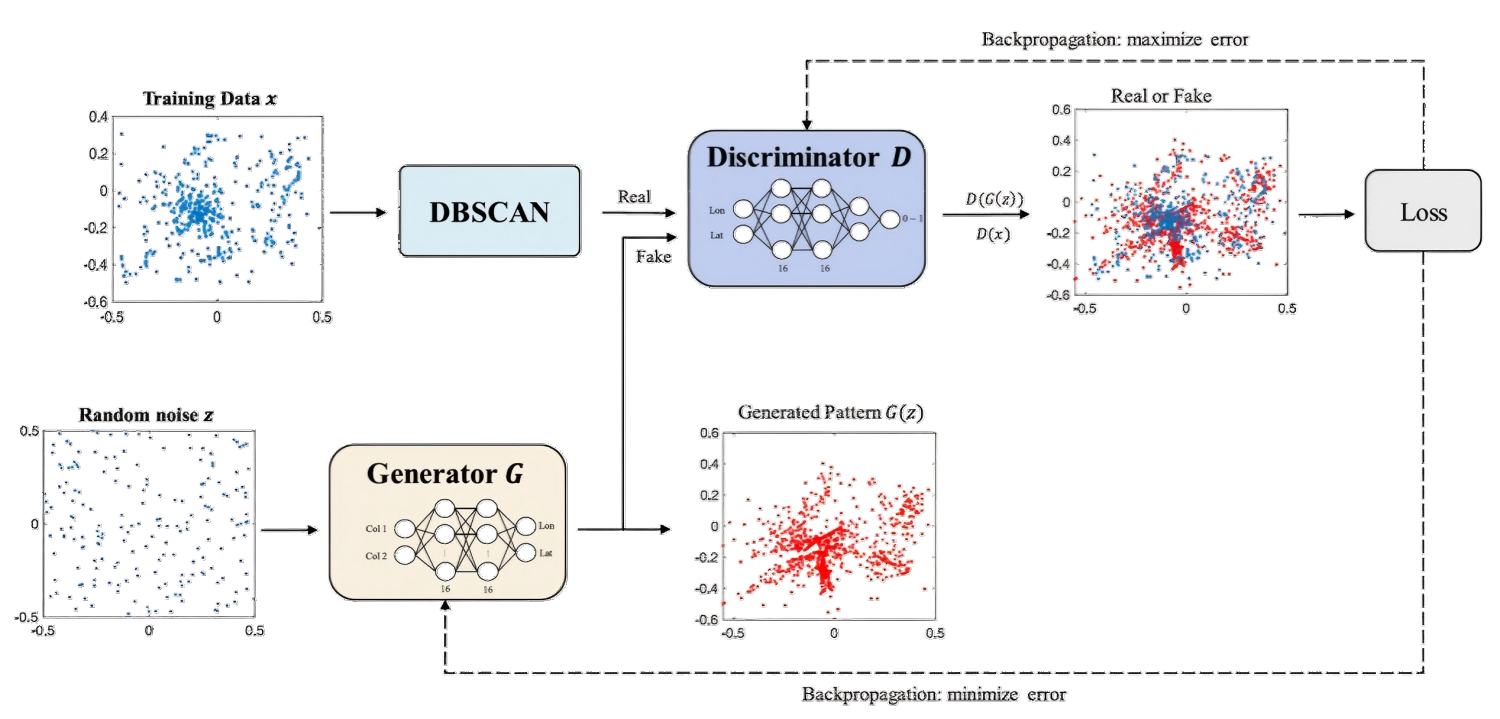 Backpropagation: maximize error
Training Data x
0.4
0.2
0
-0.2
-0.4
-0.6
-0.5 0 0.5
DBSCAN
Real
Fake
Discriminator D
Lon
Lat
0 – 1
16 16
D(G(z))
D(x)
Real or Fake
0.6
0.4
0.2
0
-0.2
-0.4
-0.6
-0.5 0 0.5
Loss
Random noise z
0.5
0
-0.5
-0.5 0 0.5
Generator G
Col 1
Col 2
Lon
Lat
16 16
Generated Pattern G(z)
0.6
0.4
0.2
0
-0.2
-0.4
-0.6
-0.5 0 0.5
Backpropagation: minimize error